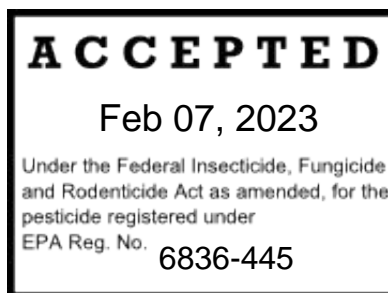 ACCEPTED
Feb 07, 2023
Under the Federal Insecticide, Fungicide
and Rodenticide Act as amended, for the
pesticide registered under
EPA Reg. No. 6836-445